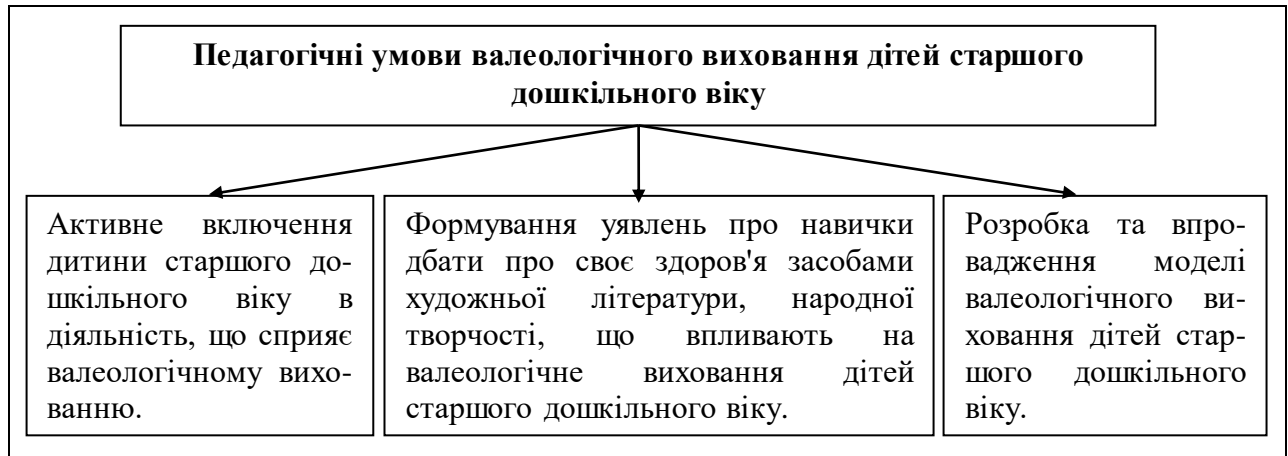 Педагогічні умови валеологічного виховання дітей старшого
дошкільного віку
Активне включення
дитини старшого до-
шкільного віку в
діяльність, що сприяє
валеологічному вихо-
ванню.
Формування уявлень про навички
дбати про своє здоров'я засобами
художньої літератури, народної
творчості, що впливають на
валеологічне виховання дітей
старшого дошкільного віку.
Розробка та впро-
вадження моделі
валеологічного ви-
ховання дітей стар-
шого дошкільного
віку.